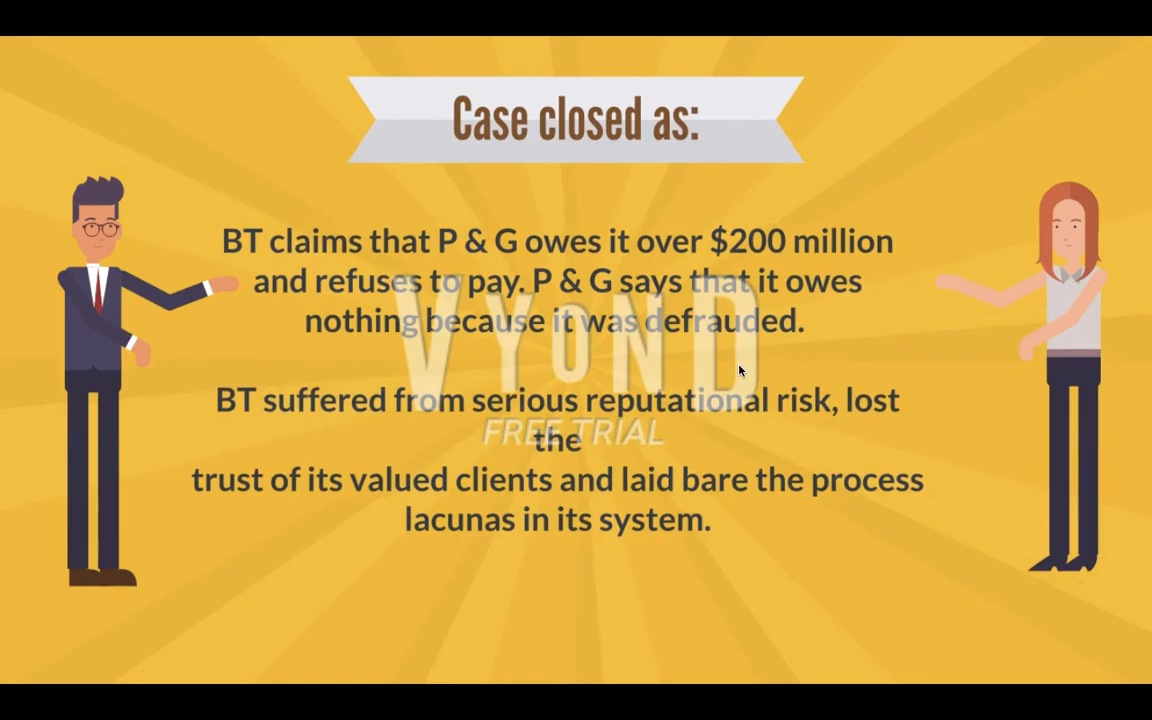 Case closed as:
BT claims that P & G owes it over $200 million
and refuses to pay. P & G says that it owes
nothing because it was defrauded.
BT suffered from serious reputational risk, lost
the
trust of its valued clients and laid bare the process
lacunas in its system.
VYOND
FREE TRIAL